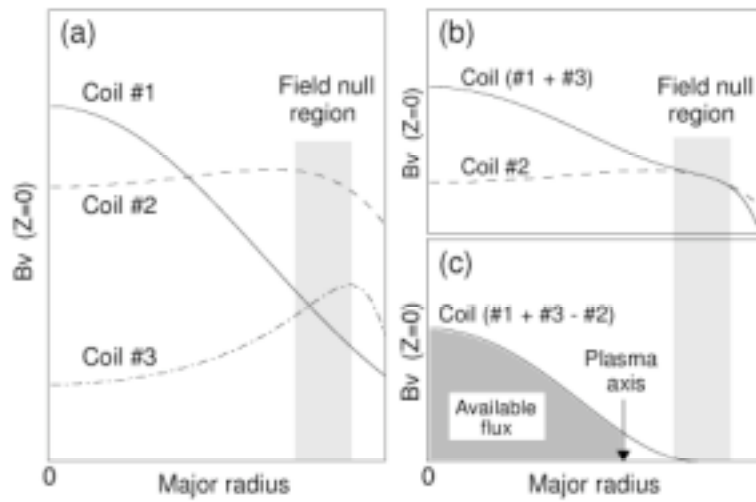 (a)
Coil #1
Field null
region
Coil #2
Coil #3
Bv (Z=0)
0
Major radius
(b)
Coil (#1 + #3)
Field null
region
Coil #2
Bv (Z=0)
(c)
Coil (#1 + #3 - #2)
Plasma
axis
Available
flux
Bv (Z=0)
0
Major radius